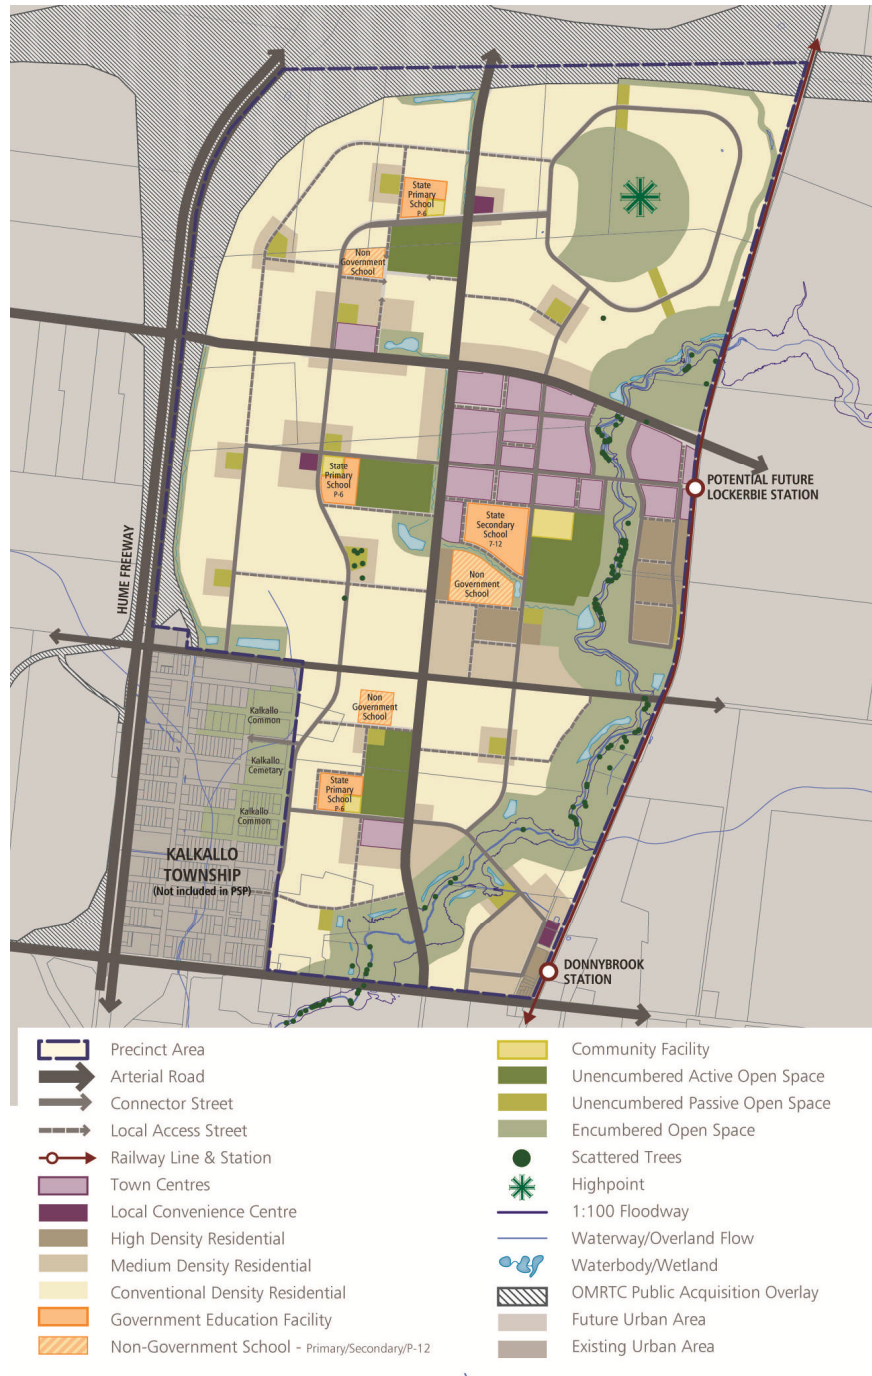 State
Primary
School
P-6
Non
Government
School
State
Primary
School
P-6
POTENTIAL FUTURE
LOCKERBIE STATION
State
Secondary
School
7-12
HUME FREEWAY
Non
Government
School
Non
Government
School
Kalkallo
Common
Kalkallo
Cemetary
State
Primary
School
P-6
Kalkallo
Common
KALKALLO
TOWNSHIP
(Not included in PSP)
DONNYBROOK
STATION
Precinct Area
Arterial Road
Connector Street
Local Access Street
Railway Line & Station
Town Centres
Local Convenience Centre
High Density Residential
Medium Density Residential
Conventional Density Residential
Government Education Facility
Non-Government School - Primary/Secondary/P-12
Community Facility
Unencumbered Active Open Space
Unencumbered Passive Open Space
Encumbered Open Space
Scattered Trees
Highpoint
1:100 Floodway
Waterway/Overland Flow
Waterbody/Wetland
OMRTC Public Acquisition Overlay
Future Urban Area
Existing Urban Area